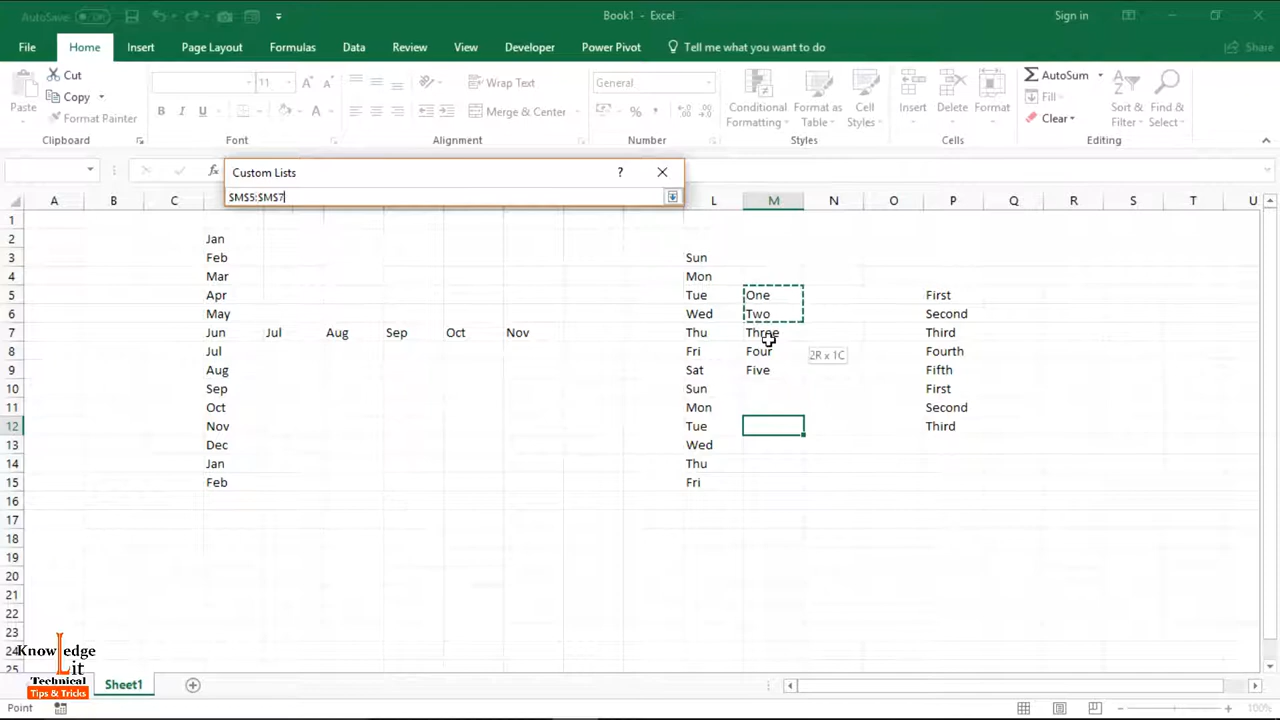 AutoSave Off Book1 - Excel Sign in
File Home Insert Page Layout Formulas Data Review View Developer Power Pivot Tell me what you want to do Share
Paste
Cut
Copy
Format Painter
Clipboard
11
B I U
Font
Wrap Text
Merge & Center
Alignment
General
Number
Conditional Formatting
Format as Table
Cell Styles
Styles
Insert Delete Format
Cells
AutoSum
Fill
Clear
Sort & Filter
Find & Select
Editing
fx
Custom Lists ?
$M$5:$M$7
A B C L M N O P Q R S T U
1
2 Jan
3 Feb Sun
4 Mar Mon
5 Apr Tue One First
6 May Wed Two Second
7 Jun Jul Aug Sep Oct Nov Thu Three Third
8 Jul Fri Four 2R x 1C Fourth
9 Aug Sat Five Fifth
10 Sep Sun First
11 Oct Mon Second
12 Nov Tue Third
13 Dec Wed
14 Jan Thu
15 Feb Fri
16
17
18
19
20
21
22
23
24
25
Knowledge
Lit
Technical
Tips & Tricks
Sheet1
Point 100%